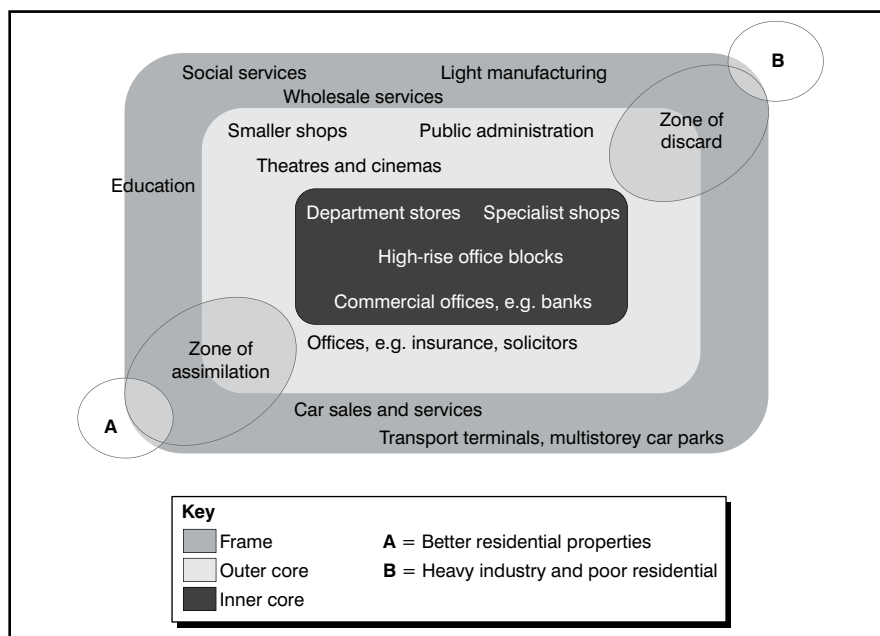 B
Social services
Light manufacturing
Wholesale services
Zone of
discard
Smaller shops
Public administration
Theatres and cinemas
Education
Department stores
Specialist shops
High-rise office blocks
Commercial offices, e.g. banks
Offices, e.g. insurance, solicitors
Zone of
assimilation
A
Car sales and services
Transport terminals, multistorey car parks
Key
Frame
Outer core
Inner core
A = Better residential properties
B = Heavy industry and poor residential